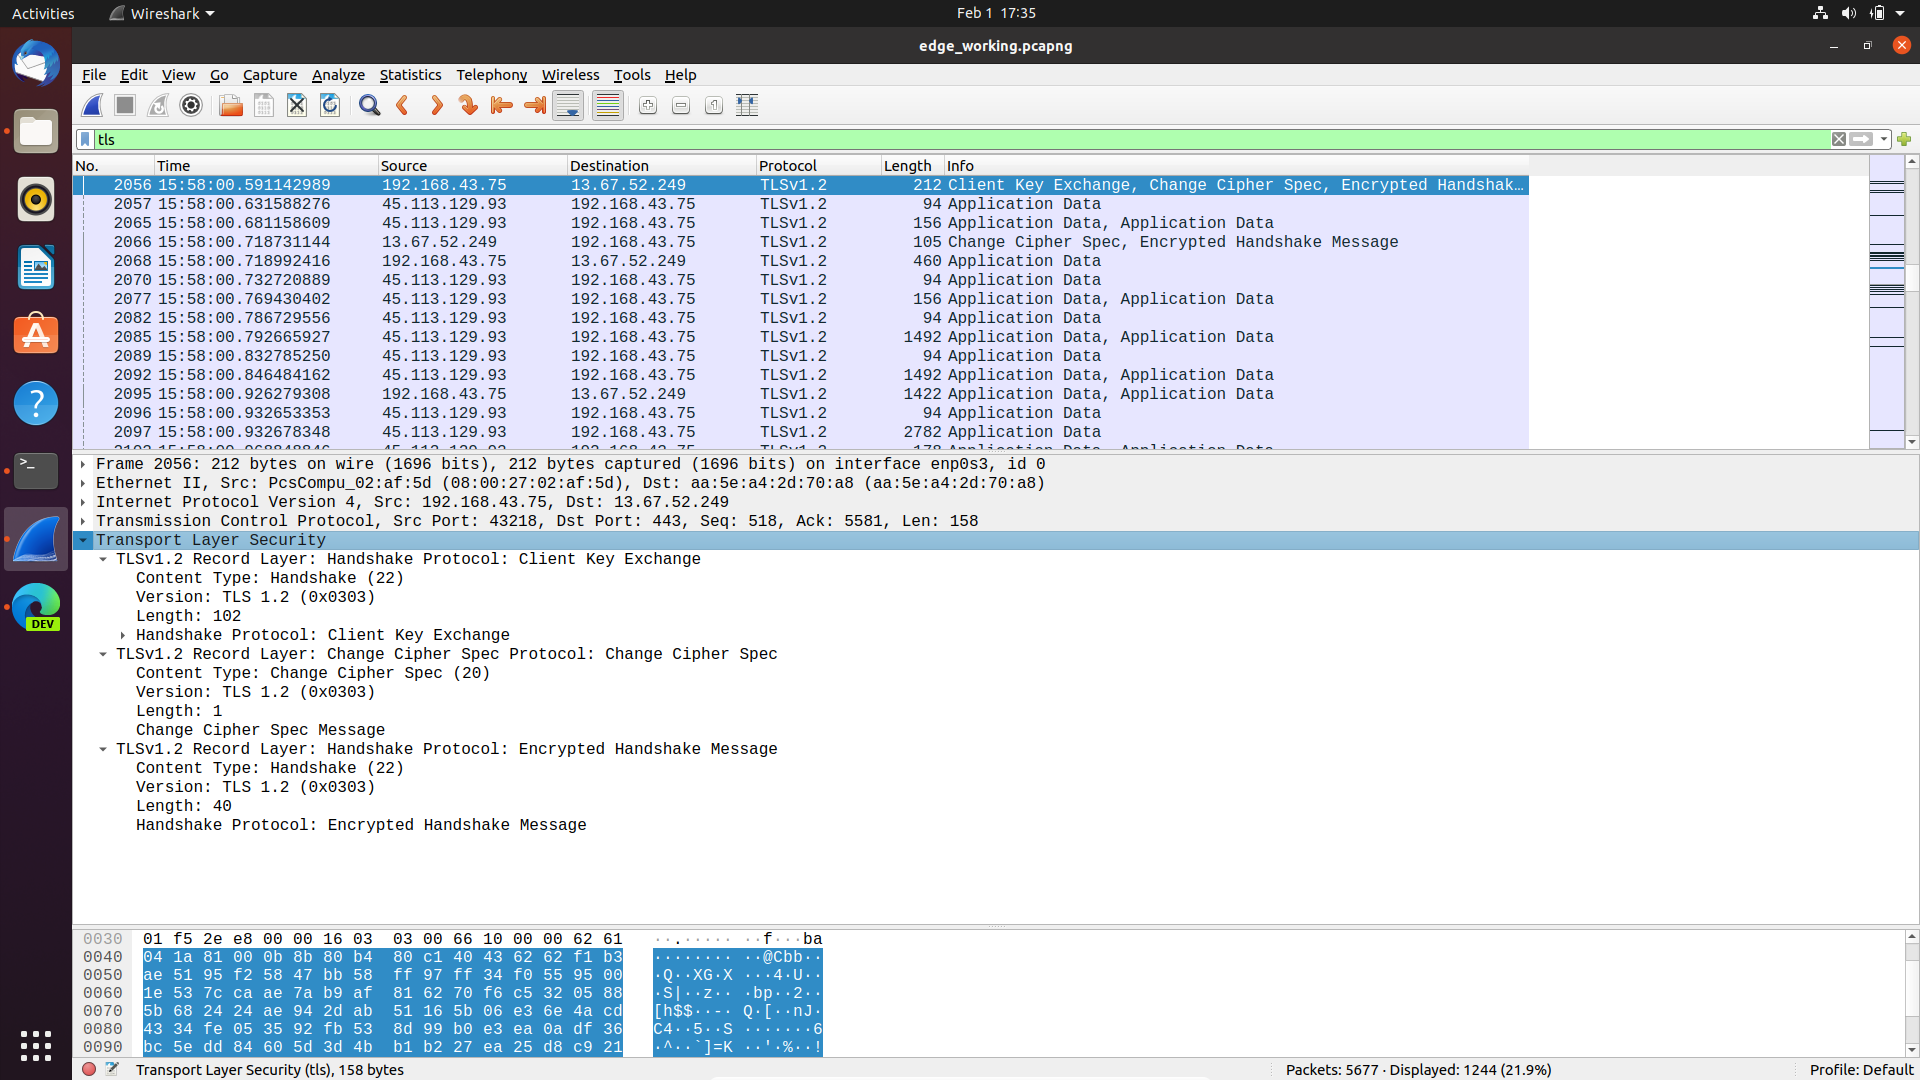 Activities Wireshark Feb 1 17:35
edge_working.pcapng
File Edit View Go Capture Analyze Statistics Telephony Wireless Tools Help
tls
No. Time Source Destination Protocol Length Info
2056 15:58:00.591142989 192.168.43.75 13.67.52.249 TLSv1.2 212 Client Key Exchange, Change Cipher Spec, Encrypted Handshak…
2057 15:58:00.631588276 45.113.129.93 192.168.43.75 TLSv1.2 94 Application Data
2065 15:58:00.681158609 45.113.129.93 192.168.43.75 TLSv1.2 156 Application Data, Application Data
2066 15:58:00.718731144 13.67.52.249 192.168.43.75 TLSv1.2 105 Change Cipher Spec, Encrypted Handshake Message
2068 15:58:00.718992416 192.168.43.75 13.67.52.249 TLSv1.2 460 Application Data
2070 15:58:00.732720889 45.113.129.93 192.168.43.75 TLSv1.2 94 Application Data
2077 15:58:00.769430402 45.113.129.93 192.168.43.75 TLSv1.2 156 Application Data, Application Data
2082 15:58:00.786729556 45.113.129.93 192.168.43.75 TLSv1.2 94 Application Data
2085 15:58:00.792665927 45.113.129.93 192.168.43.75 TLSv1.2 1492 Application Data, Application Data
2089 15:58:00.832785250 45.113.129.93 192.168.43.75 TLSv1.2 94 Application Data
2092 15:58:00.846484162 45.113.129.93 192.168.43.75 TLSv1.2 1492 Application Data, Application Data
2095 15:58:00.926279308 192.168.43.75 13.67.52.249 TLSv1.2 1422 Application Data, Application Data
2096 15:58:00.932653353 45.113.129.93 192.168.43.75 TLSv1.2 94 Application Data
2097 15:58:00.932678348 45.113.129.93 192.168.43.75 TLSv1.2 2782 Application Data
Frame 2056: 212 bytes on wire (1696 bits), 212 bytes captured (1696 bits) on interface enp0s3, id 0
Ethernet II, Src: PcsCompu_02:af:5d (08:00:27:02:af:5d), Dst: aa:5e:a4:2d:70:a8 (aa:5e:a4:2d:70:a8)
Internet Protocol Version 4, Src: 192.168.43.75, Dst: 13.67.52.249
Transmission Control Protocol, Src Port: 43218, Dst Port: 443, Seq: 518, Ack: 5581, Len: 158
Transport Layer Security
TLSv1.2 Record Layer: Handshake Protocol: Client Key Exchange
Content Type: Handshake (22)
Version: TLS 1.2 (0x0303)
Length: 102
Handshake Protocol: Client Key Exchange
TLSv1.2 Record Layer: Change Cipher Spec Protocol: Change Cipher Spec
Content Type: Change Cipher Spec (20)
Version: TLS 1.2 (0x0303)
Length: 1
Change Cipher Spec Message
TLSv1.2 Record Layer: Handshake Protocol: Encrypted Handshake Message
Content Type: Handshake (22)
Version: TLS 1.2 (0x0303)
Length: 40
Handshake Protocol: Encrypted Handshake Message
DEV
0030 01 f5 2e e8 00 00 16 03 03 00 66 10 00 00 62 61 ··.····· ··f···ba
0040 04 1a 81 00 0b 8b 80 b4 80 c1 40 43 62 62 f1 b3 ········ ··@Cbb··
0050 ae 51 95 f2 58 47 bb 58 ff 97 ff 34 f0 55 95 00 ·Q··XG·X ···4·U··
0060 1e 53 7c ca ae 7a b9 af 81 62 70 f6 c5 32 05 88 ·S|··z·· ·bp··2··
0070 5b 68 24 24 ae 94 2d ab 51 16 5b 06 e3 6e 4a cd [h$$··-· Q·[··nJ·
0080 43 34 fe 05 35 92 fb 53 8d 99 b0 e3 ea 0a df 36 C4··5··S ·······6
0090 bc 5e dd 84 60 5d 3d 4b b1 b2 27 ea 25 d8 c9 21 ·^··`]=K ··'·%··!
Transport Layer Security (tls), 158 bytes Packets: 5677 · Displayed: 1244 (21.9%) Profile: Default